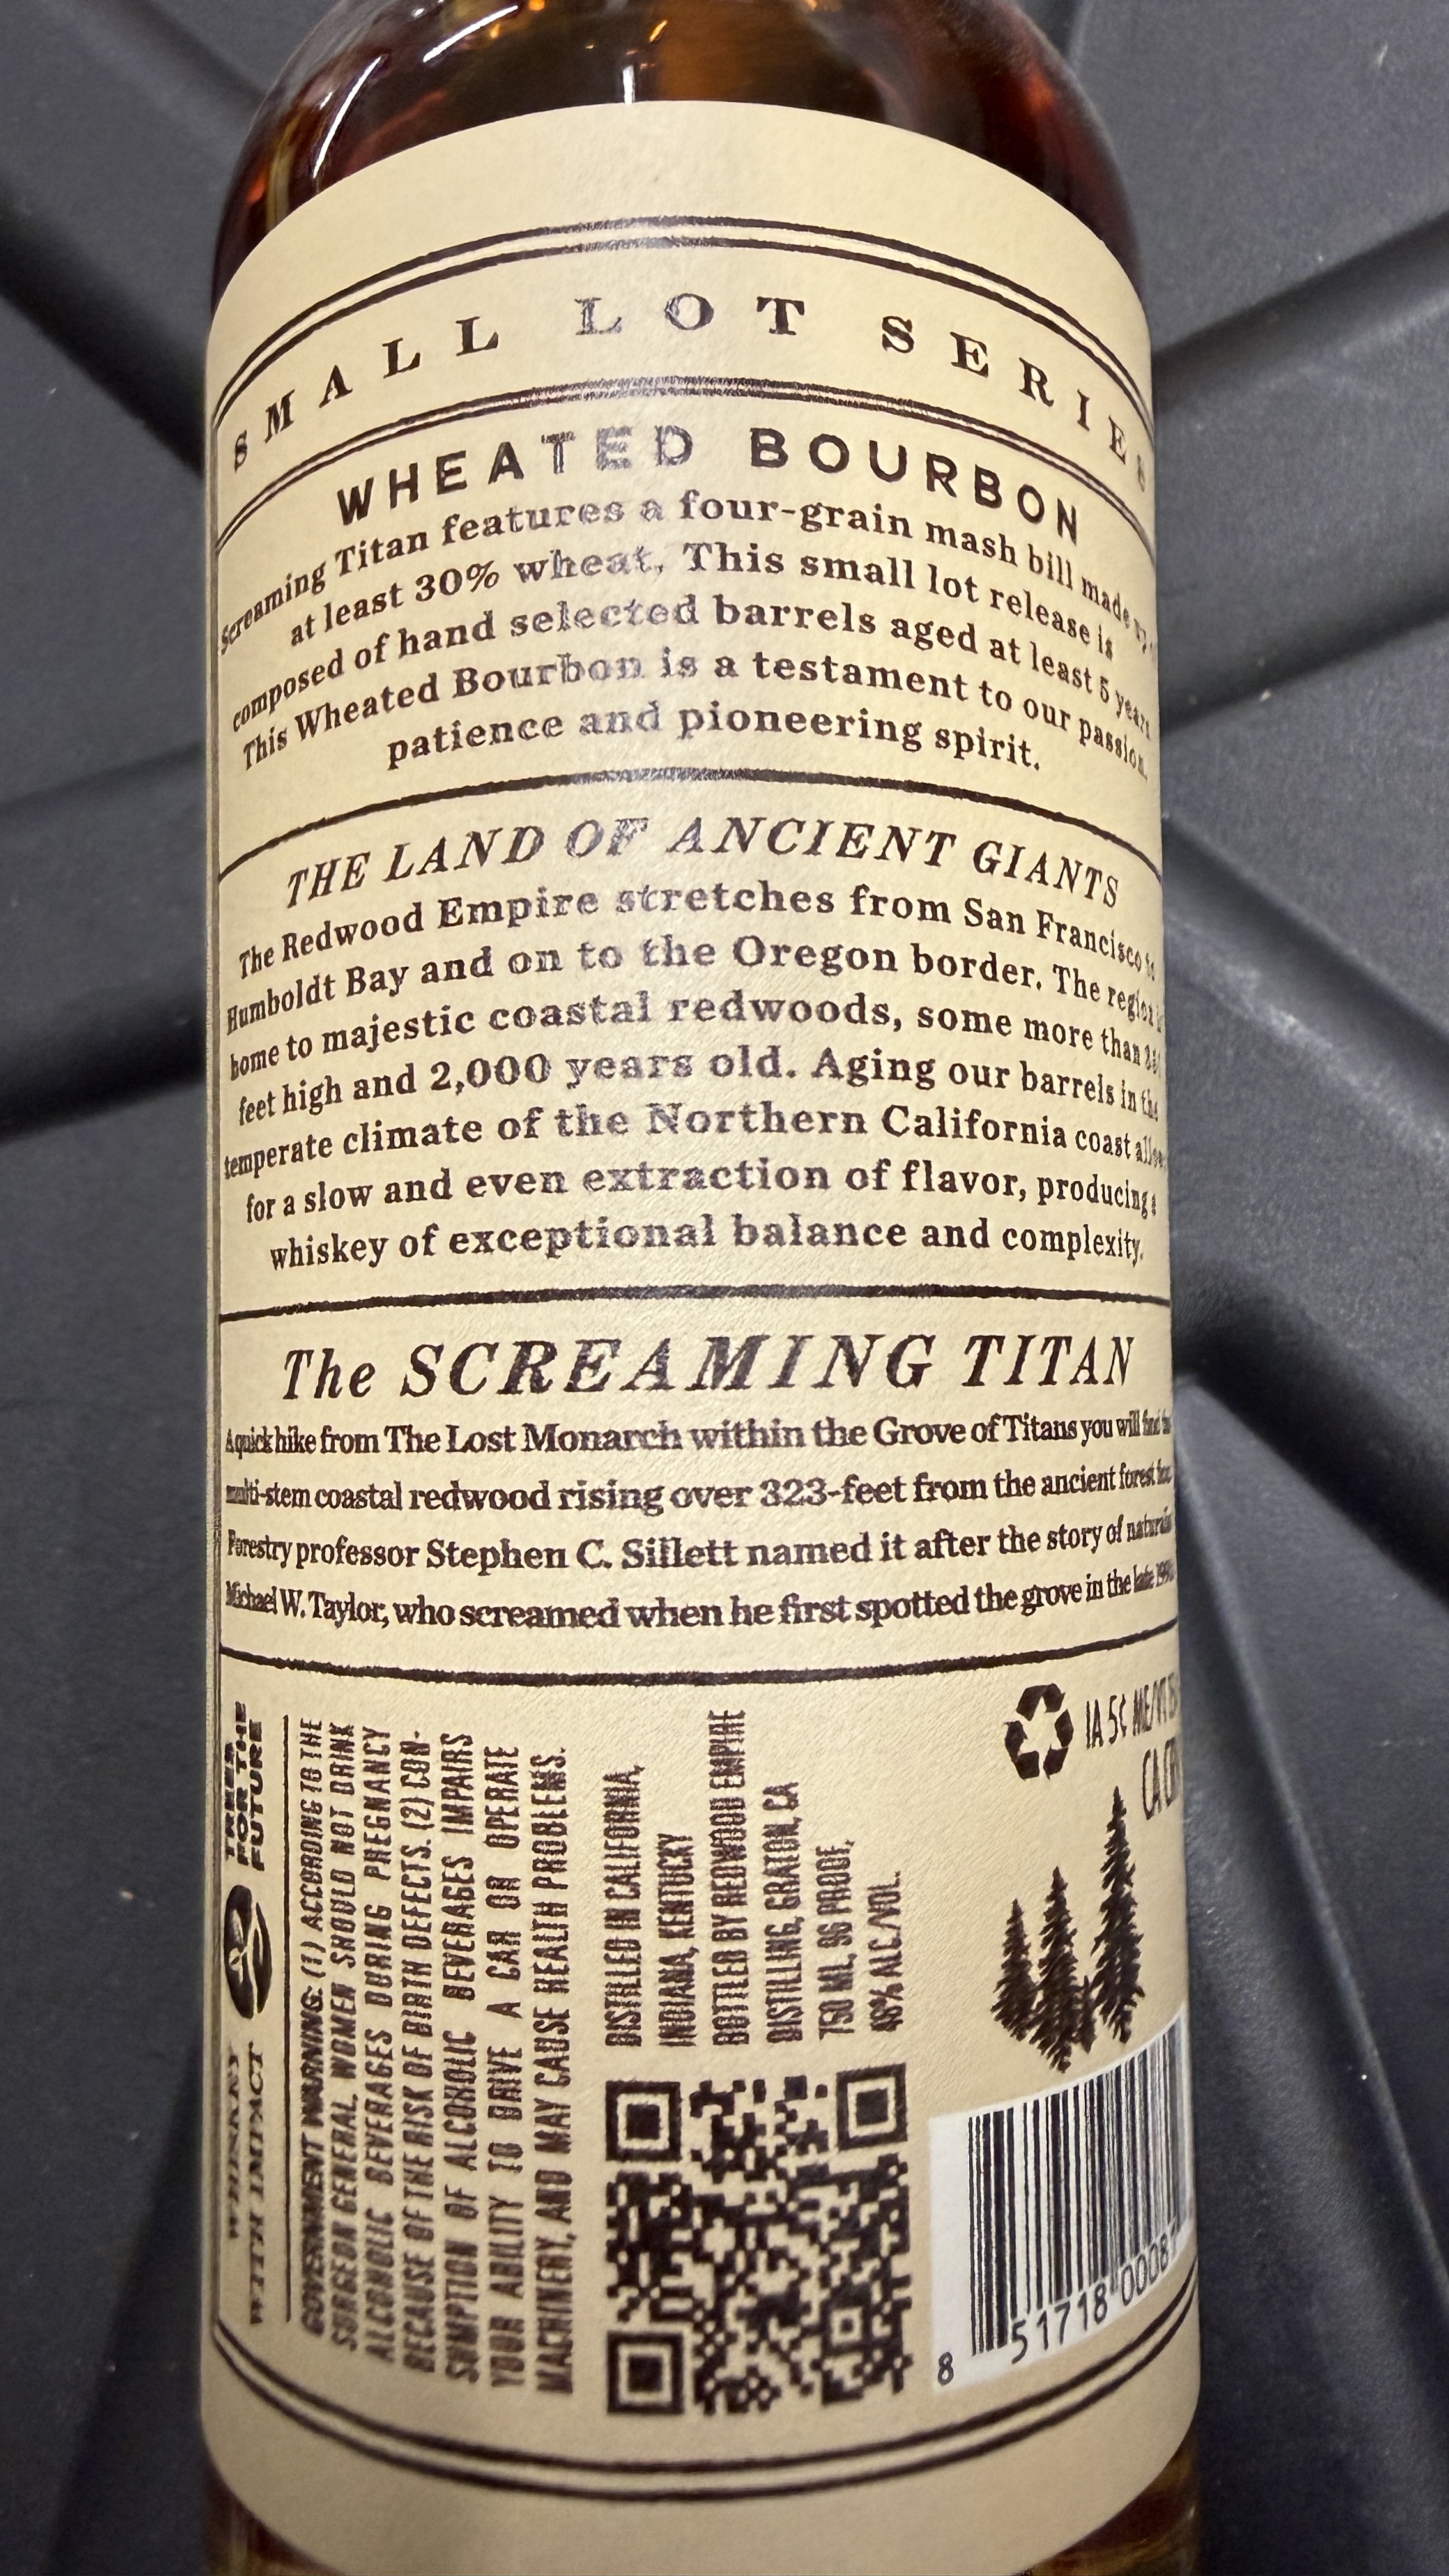 SMALL LOT SERIES
WHEATED BOURBON
Screaming Titan features a four-grain mash bill made up
at least 30% wheat. This small lot release is
composed of hand selected barrels aged at least 5 years
This Wheated Bourbon is a testament to our passion,
patience and pioneering spirit.
THE LAND OF ANCIENT GIANTS
The Redwood Empire stretches from San Francisco to
Humboldt Bay and on to the Oregon border. The region
home to majestic coastal redwoods, some more than
feet high and 2,000 years old. Aging our barrels in the
temperate climate of the Northern California coast
for a slow and even extraction of flavor, producing a
whiskey of exceptional balance and complexity.
The SCREAMING TITAN
A quick hike from The Lost Monarch within the Grove of Titans you will find
multi-stem coastal redwood rising over 323-feet from the ancient forest
Forestry professor Stephen C. Sillett named it after the story of
Michael W. Taylor, who screamed when he first spotted the grove in the late
WHISKEY
WITH IMPACT
TREES
FOR THE
FUTURE
GOVERNMENT WARNING: (1) ACCORDING TO THE
SURGEON GENERAL, WOMEN SHOULD NOT DRINK
ALCOHOLIC BEVERAGES DURING PREGNANCY
BECAUSE OF THE RISK OF BIRTH DEFECTS. (2) CON-
SUMPTION OF ALCOHOLIC BEVERAGES IMPAIRS
YOUR ABILITY TO DRIVE A CAR OR OPERATE
MACHINERY, AND MAY CAUSE HEALTH PROBLEMS.
DISTILLED IN CALIFORNIA,
INDIANA, KENTUCKY
BOTTLED BY REDWOOD EMPIRE
DISTILLING, GRATON, CA
750 ML, 96 PROOF,
48% ALC./VOL.
IA 5¢ ME/VT
CA
8 51718 00087